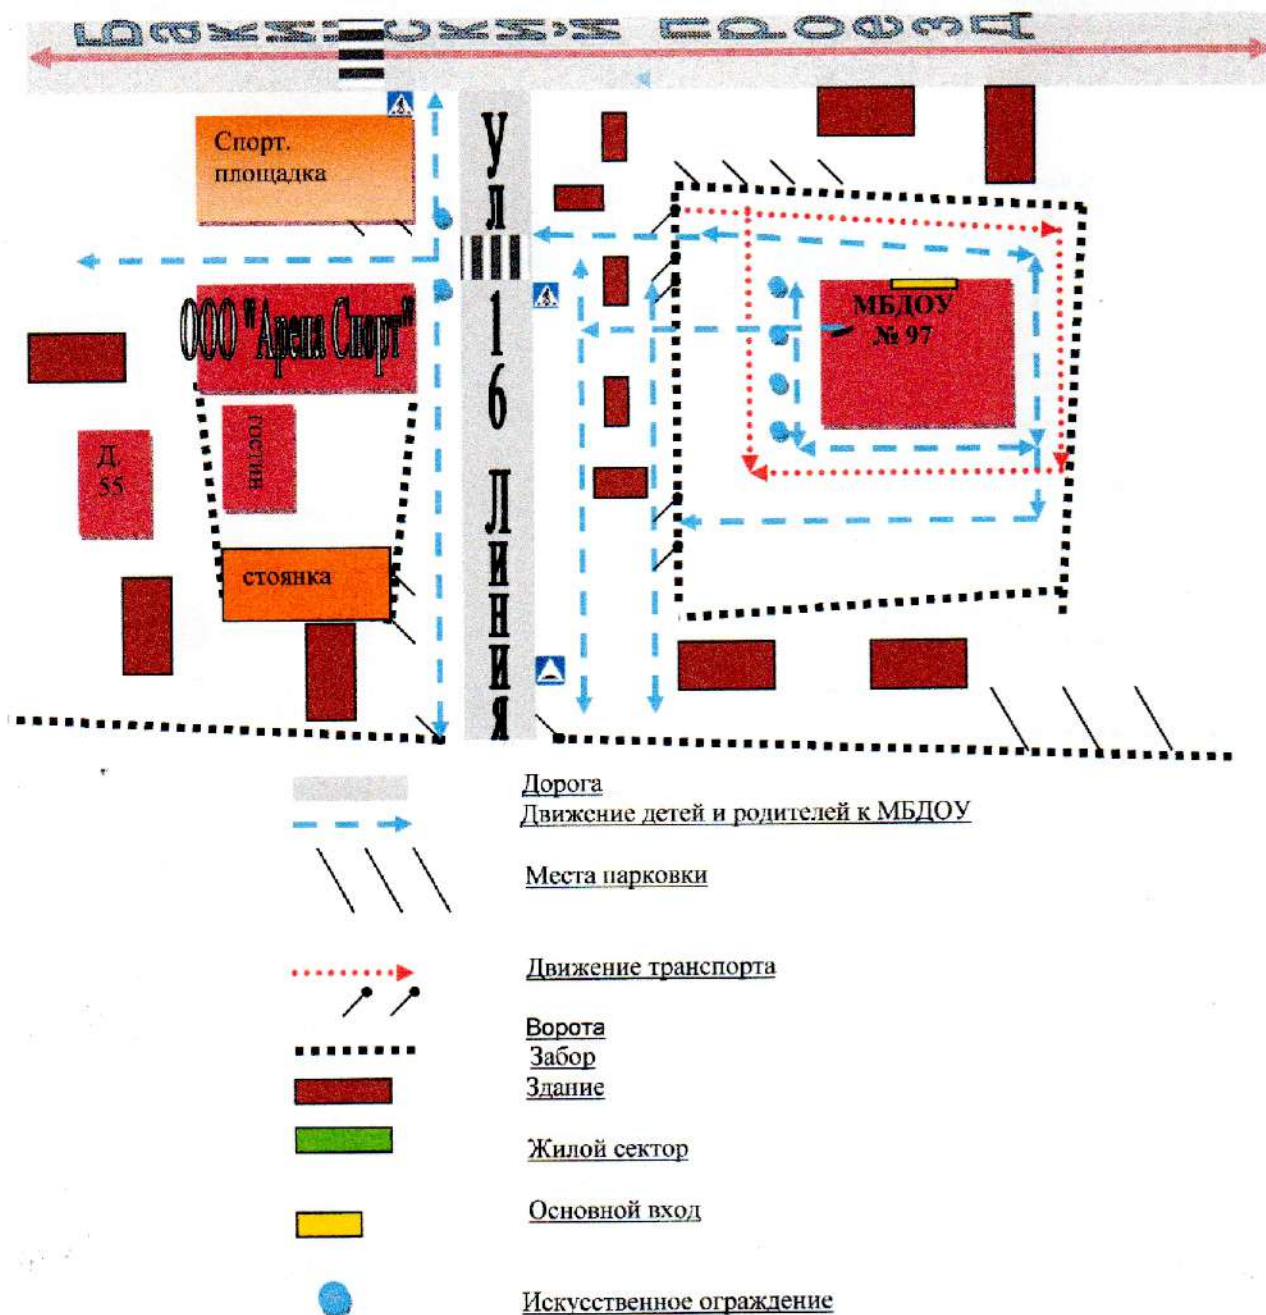 Бакинский проезд
Спорт.
площадка
ул 16 линия
ООО "Арена Спорт"
гостин
Д.
55
стоянка
МБДОУ
№ 97
Дорога
Движение детей и родителей к МБДОУ
Места парковки
Движение транспорта
Ворота
Забор
Здание
Жилой сектор
Основной вход
Искусственное ограждение